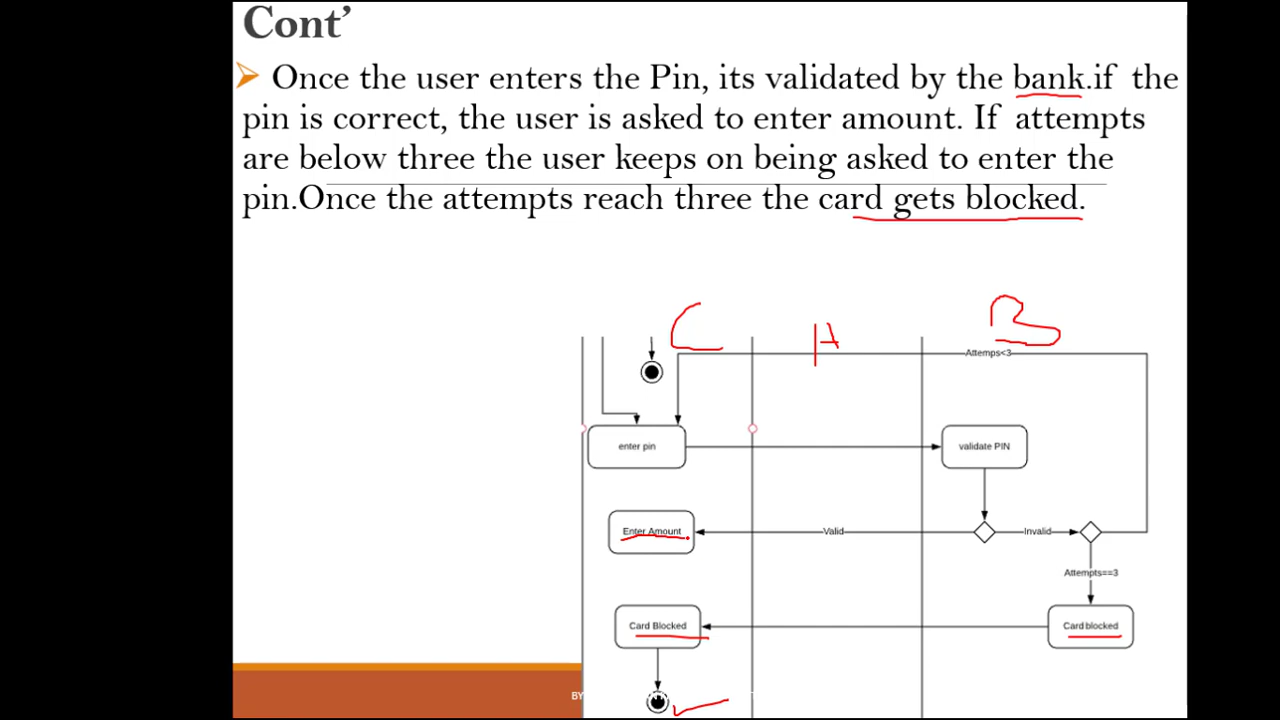 Cont’
Once the user enters the Pin, its validated by the bank.if the
pin is correct, the user is asked to enter amount. If attempts
are below three the user keeps on being asked to enter the
pin.Once the attempts reach three the card gets blocked.
C A B
Attemps<3
enter pin
validate PIN
Enter Amount
Valid
Invalid
Attempts==3
Card Blocked
Card blocked
BY